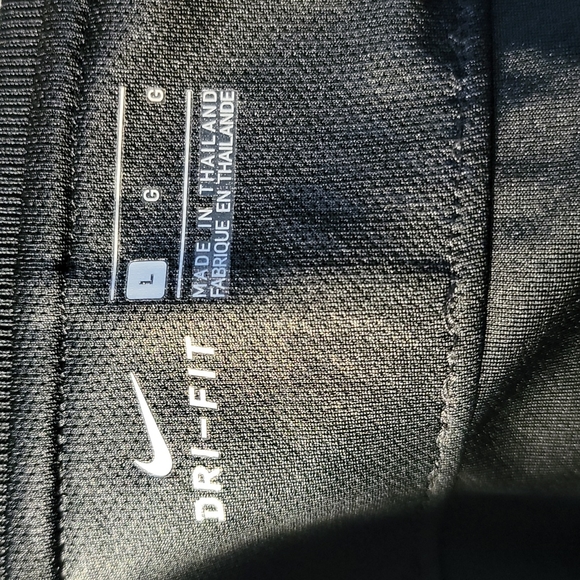 DRI-FIT
L G G
MADE IN THAILAND
FABRIQUE EN THAILANDE